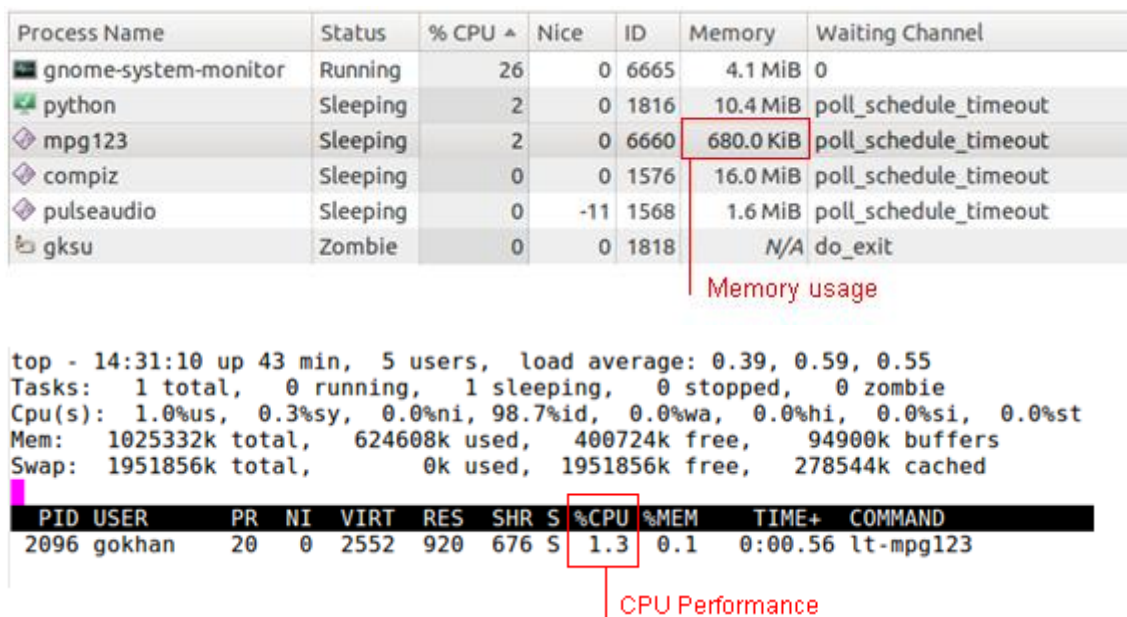 Process Name Status % CPU Nice ID Memory Waiting Channel
gnome-system-monitor Running 26 0 6665 4.1 MiB 0
python Sleeping 2 0 1816 10.4 MiB poll_schedule_timeout
mpg123 Sleeping 2 0 6660 680.0 KiB poll_schedule_timeout
compiz Sleeping 0 0 1576 16.0 MiB poll_schedule_timeout
pulseaudio Sleeping 0 -11 1568 1.6 MiB poll_schedule_timeout
gksu Zombie 0 0 1818 N/A do_exit
Memory usage
top - 14:31:10 up 43 min, 5 users, load average: 0.39, 0.59, 0.55
Tasks: 1 total, 0 running, 1 sleeping, 0 stopped, 0 zombie
Cpu(s): 1.0%us, 0.3%sy, 0.0%ni, 98.7%id, 0.0%wa, 0.0%hi, 0.0%si, 0.0%st
Mem: 1025332k total, 624608k used, 400724k free, 94900k buffers
Swap: 1951856k total, 0k used, 1951856k free, 278544k cached
PID USER PR NI VIRT RES SHR S %CPU %MEM TIME+ COMMAND
2096 gokhan 20 0 2552 920 676 S 1.3 0.1 0:00.56 lt-mpg123
CPU Performance